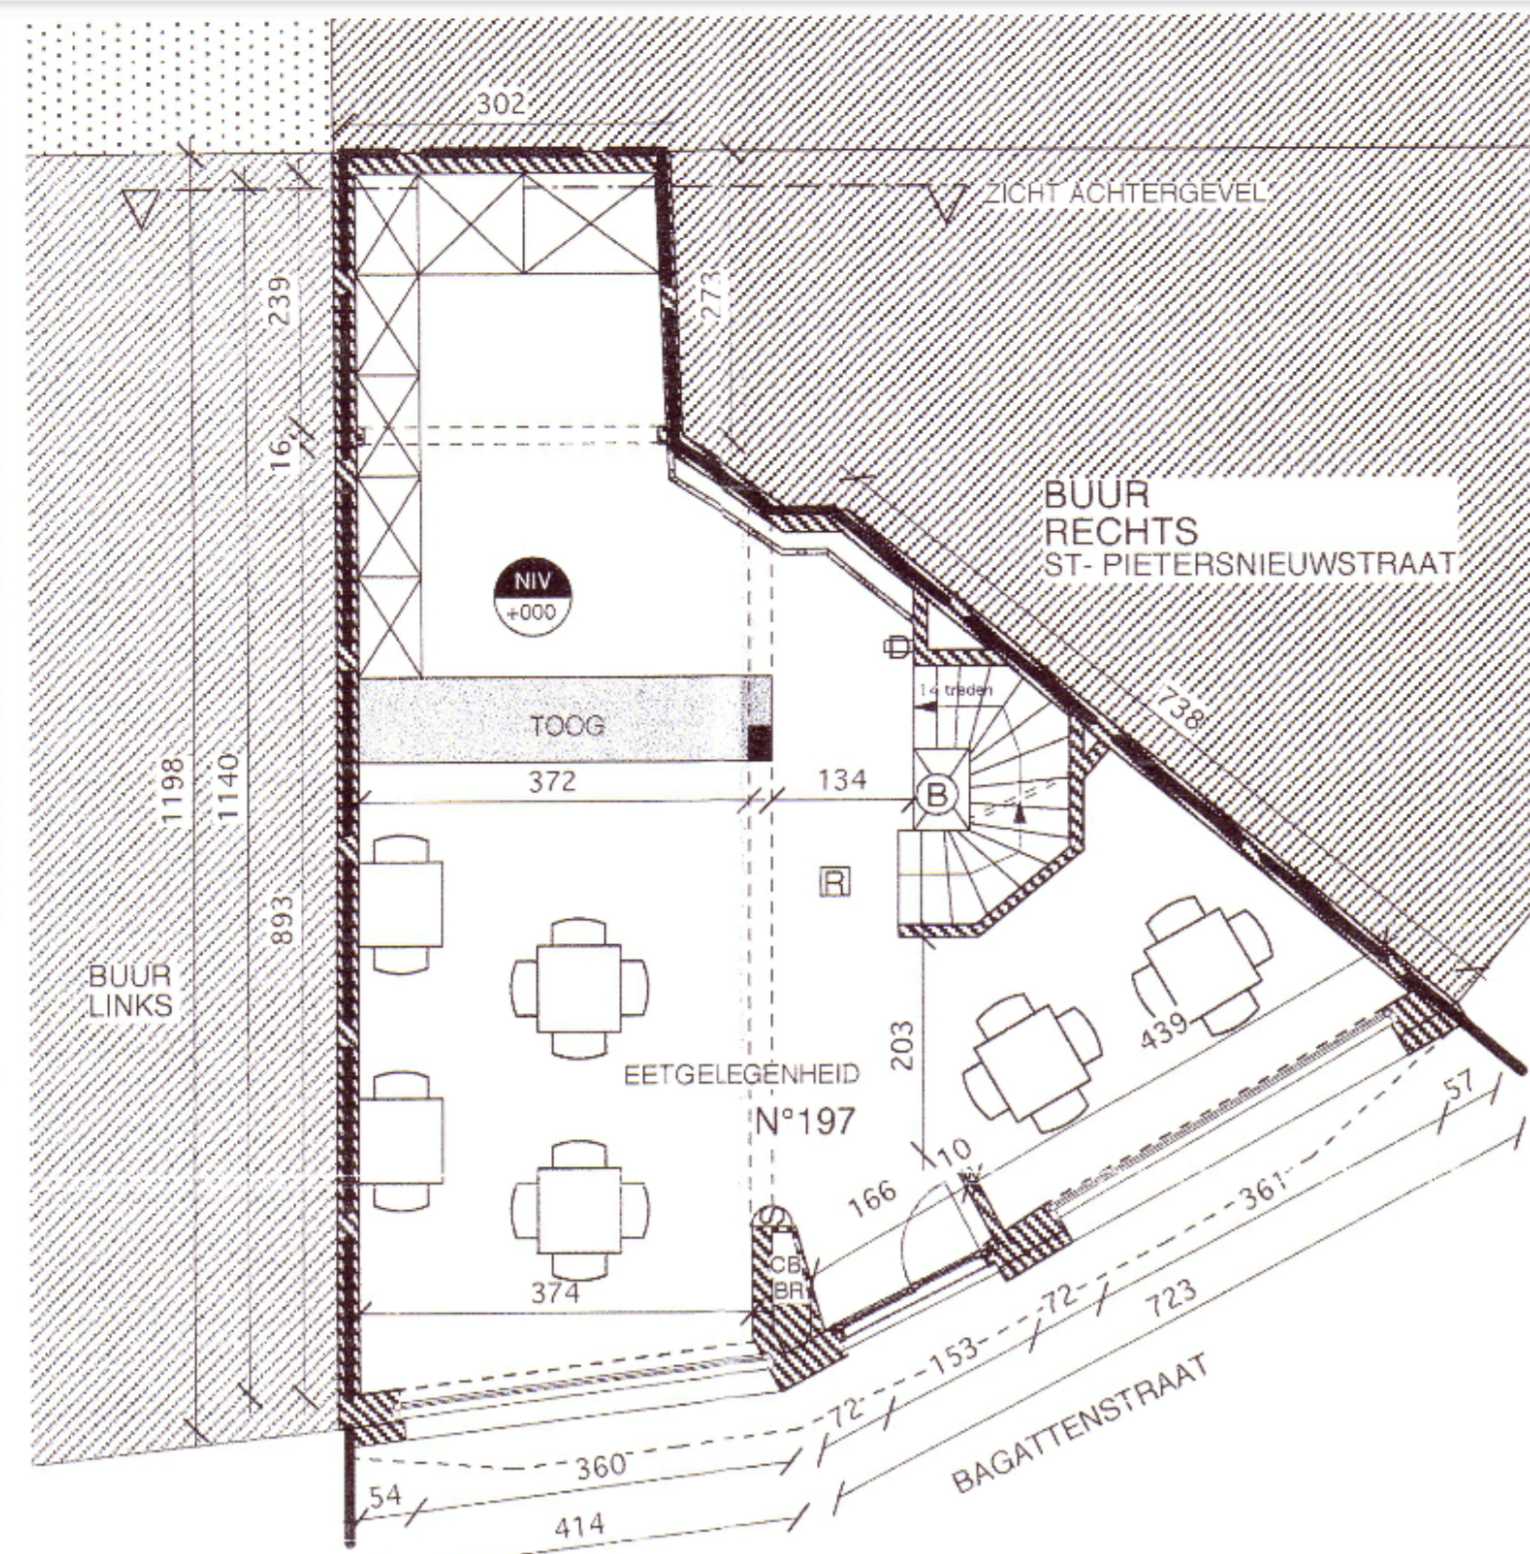 302
ZICHT ACHTERGEVEL
239
273
16
BUUR
RECHTS
ST- PIETERSNIEUWSTRAAT
NIV
+000
14 treden
738
TOOG
372
134
B
1198
1140
893
R
BUUR
LINKS
203
439
EETGELEGENHEID
N°197
57
10
166
361
S
CB
BR
374
72
723
153
72
BAGATTENSTRAAT
360
54
414